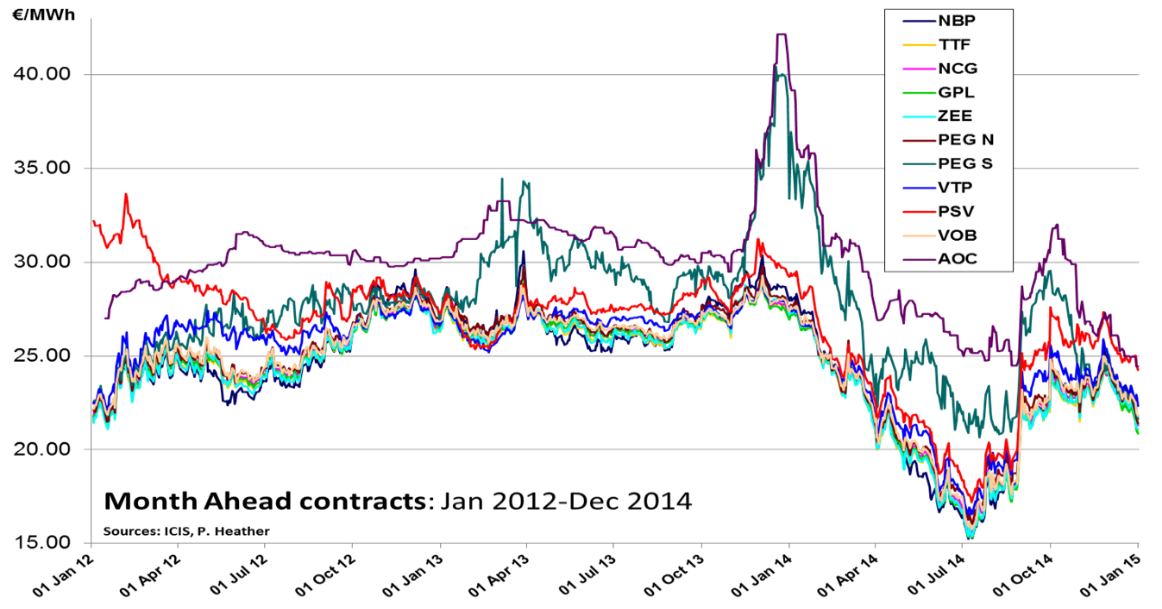 €/MWh
40.00
35.00
30.00
25.00
20.00
15.00
NBP
TTF
NCG
GPL
ZEE
PEG N
PEG S
VTP
PSV
VOB
AOC
Month Ahead contracts: Jan 2012-Dec 2014
Sources: ICIS, P. Heather
01 Jan 12
01 Apr 12
01 Jul 12
01 Oct 12
01 Jan 13
01 Apr 13
01 Jul 13
01 Oct 13
01 Jan 14
01 Apr 14
01 Jul 14
01 Oct 14
01 Jan 15